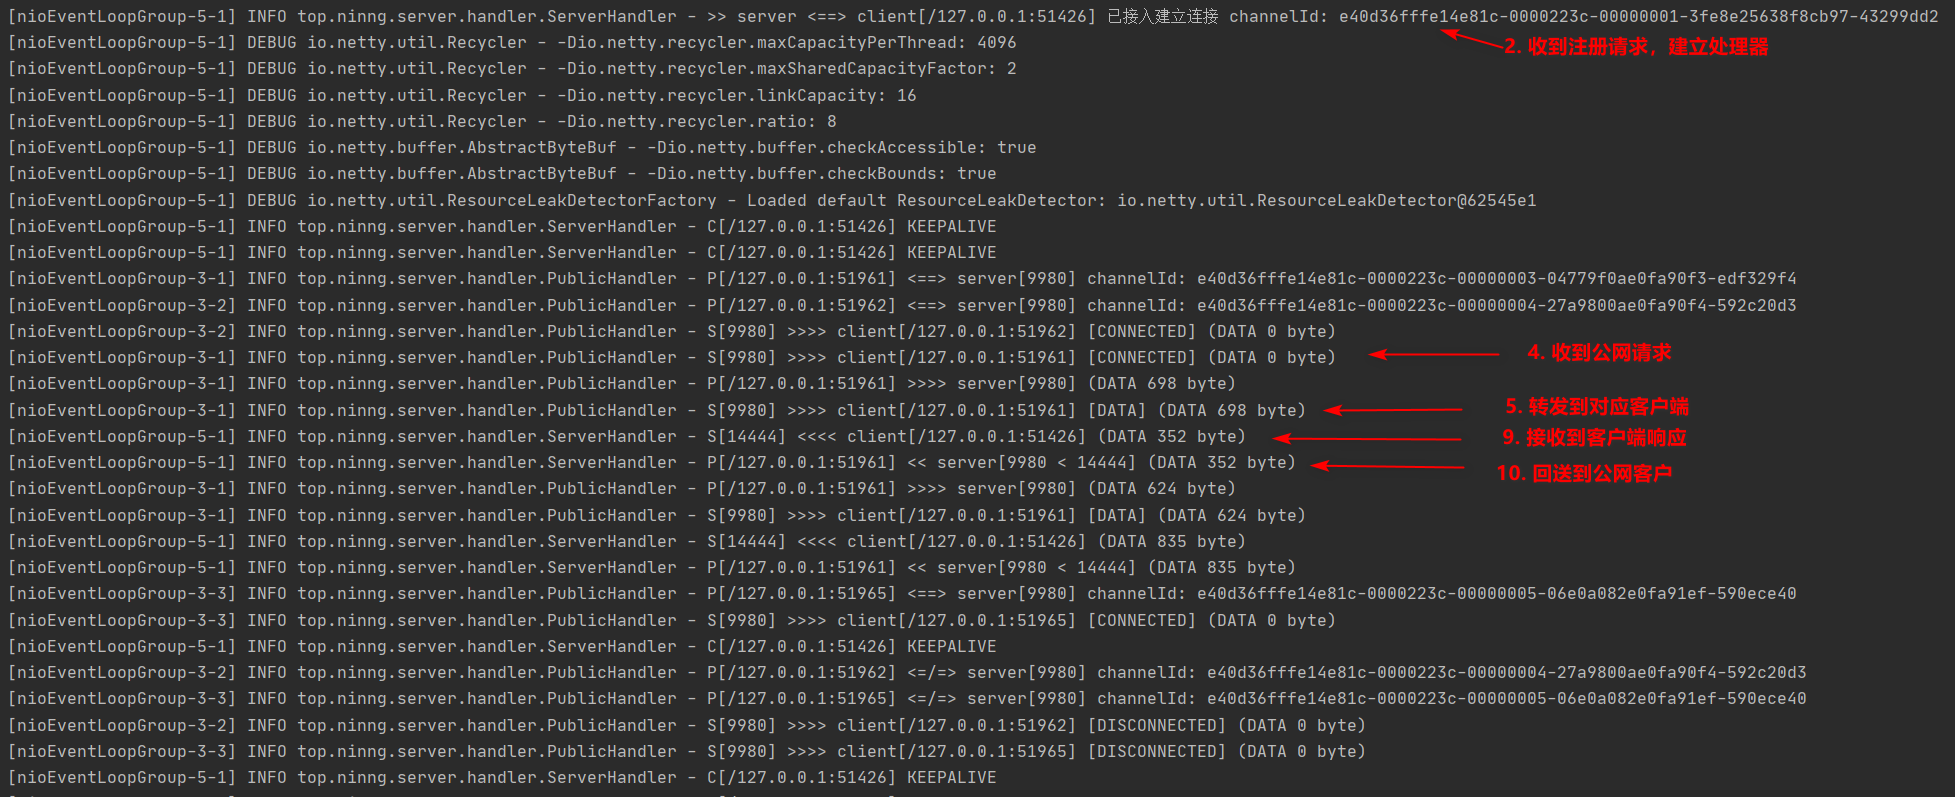 [nioEventLoopGroup-5-1] INFO top.ninng.server.handler.ServerHandler - >> server <==> client[/127.0.0.1:51426] 已接入建立连接 channelId: e40d36fffe14e81c-0000223c-00000001-3fe8e25638f8cb97-43299dd2
[nioEventLoopGroup-5-1] DEBUG io.netty.util.Recycler - -Dio.netty.recycler.maxCapacityPerThread: 4096
2. 收到注册请求，建立处理器
[nioEventLoopGroup-5-1] DEBUG io.netty.util.Recycler - -Dio.netty.recycler.maxSharedCapacityFactor: 2
[nioEventLoopGroup-5-1] DEBUG io.netty.util.Recycler - -Dio.netty.recycler.linkCapacity: 16
[nioEventLoopGroup-5-1] DEBUG io.netty.util.Recycler - -Dio.netty.recycler.ratio: 8
[nioEventLoopGroup-5-1] DEBUG io.netty.buffer.AbstractByteBuf - -Dio.netty.buffer.checkAccessible: true
[nioEventLoopGroup-5-1] DEBUG io.netty.buffer.AbstractByteBuf - -Dio.netty.buffer.checkBounds: true
[nioEventLoopGroup-5-1] DEBUG io.netty.util.ResourceLeakDetectorFactory - Loaded default ResourceLeakDetector: io.netty.util.ResourceLeakDetector@62545e1
[nioEventLoopGroup-5-1] INFO top.ninng.server.handler.ServerHandler - C[/127.0.0.1:51426] KEEPALIVE
[nioEventLoopGroup-5-1] INFO top.ninng.server.handler.ServerHandler - C[/127.0.0.1:51426] KEEPALIVE
[nioEventLoopGroup-3-1] INFO top.ninng.server.handler.PublicHandler - P[/127.0.0.1:51961] <==> server[9980] channelId: e40d36fffe14e81c-0000223c-00000003-04779f0ae0fa90f3-edf329f4
[nioEventLoopGroup-3-2] INFO top.ninng.server.handler.PublicHandler - P[/127.0.0.1:51962] <==> server[9980] channelId: e40d36fffe14e81c-0000223c-00000004-27a9800ae0fa90f4-592c20d3
[nioEventLoopGroup-3-2] INFO top.ninng.server.handler.PublicHandler - S[9980] >>>> client[/127.0.0.1:51962] [CONNECTED] (DATA 0 byte)
[nioEventLoopGroup-3-1] INFO top.ninng.server.handler.PublicHandler - S[9980] >>>> client[/127.0.0.1:51961] [CONNECTED] (DATA 0 byte)
4. 收到公网请求
[nioEventLoopGroup-3-1] INFO top.ninng.server.handler.PublicHandler - P[/127.0.0.1:51961] >>>> server[9980] (DATA 698 byte)
[nioEventLoopGroup-3-1] INFO top.ninng.server.handler.PublicHandler - S[9980] >>>> client[/127.0.0.1:51961] [DATA] (DATA 698 byte)
5. 转发到对应客户端
[nioEventLoopGroup-5-1] INFO top.ninng.server.handler.ServerHandler - S[14444] <<<< client[/127.0.0.1:51426] (DATA 352 byte)
9. 接收到客户端响应
[nioEventLoopGroup-5-1] INFO top.ninng.server.handler.ServerHandler - P[/127.0.0.1:51961] << server[9980 < 14444] (DATA 352 byte)
10. 回送到公网客户
[nioEventLoopGroup-3-1] INFO top.ninng.server.handler.PublicHandler - P[/127.0.0.1:51961] >>>> server[9980] (DATA 624 byte)
[nioEventLoopGroup-3-1] INFO top.ninng.server.handler.PublicHandler - S[9980] >>>> client[/127.0.0.1:51961] [DATA] (DATA 624 byte)
[nioEventLoopGroup-5-1] INFO top.ninng.server.handler.ServerHandler - S[14444] <<<< client[/127.0.0.1:51426] (DATA 835 byte)
[nioEventLoopGroup-5-1] INFO top.ninng.server.handler.ServerHandler - P[/127.0.0.1:51961] << server[9980 < 14444] (DATA 835 byte)
[nioEventLoopGroup-3-3] INFO top.ninng.server.handler.PublicHandler - P[/127.0.0.1:51965] <==> server[9980] channelId: e40d36fffe14e81c-0000223c-00000005-06e0a082e0fa91ef-590ece40
[nioEventLoopGroup-3-3] INFO top.ninng.server.handler.PublicHandler - S[9980] >>>> client[/127.0.0.1:51965] [CONNECTED] (DATA 0 byte)
[nioEventLoopGroup-5-1] INFO top.ninng.server.handler.ServerHandler - C[/127.0.0.1:51426] KEEPALIVE
[nioEventLoopGroup-3-2] INFO top.ninng.server.handler.PublicHandler - P[/127.0.0.1:51962] <=/=> server[9980] channelId: e40d36fffe14e81c-0000223c-00000004-27a9800ae0fa90f4-592c20d3
[nioEventLoopGroup-3-3] INFO top.ninng.server.handler.PublicHandler - P[/127.0.0.1:51965] <=/=> server[9980] channelId: e40d36fffe14e81c-0000223c-00000005-06e0a082e0fa91ef-590ece40
[nioEventLoopGroup-3-2] INFO top.ninng.server.handler.PublicHandler - S[9980] >>>> client[/127.0.0.1:51962] [DISCONNECTED] (DATA 0 byte)
[nioEventLoopGroup-3-3] INFO top.ninng.server.handler.PublicHandler - S[9980] >>>> client[/127.0.0.1:51965] [DISCONNECTED] (DATA 0 byte)
[nioEventLoopGroup-5-1] INFO top.ninng.server.handler.ServerHandler - C[/127.0.0.1:51426] KEEPALIVE